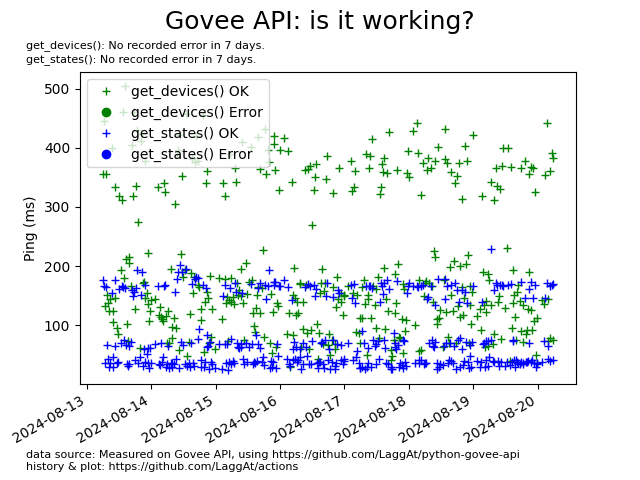 Govee API: is it working?
get_devices(): No recorded error in 7 days.
get_states(): No recorded error in 7 days.
get_devices() OK
get_devices() Error
get_states() OK
get_states() Error
Ping (ms)
500
400
300
200
100
2024-08-13
2024-08-14
2024-08-15
2024-08-16
2024-08-17
2024-08-18
2024-08-19
2024-08-20
data source: Measured on Govee API, using https://github.com/LaggAt/python-govee-api
history & plot: https://github.com/LaggAt/actions